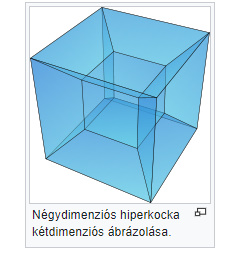 Négydimenziós hiperkocka
kétdimenziós ábrázolása.